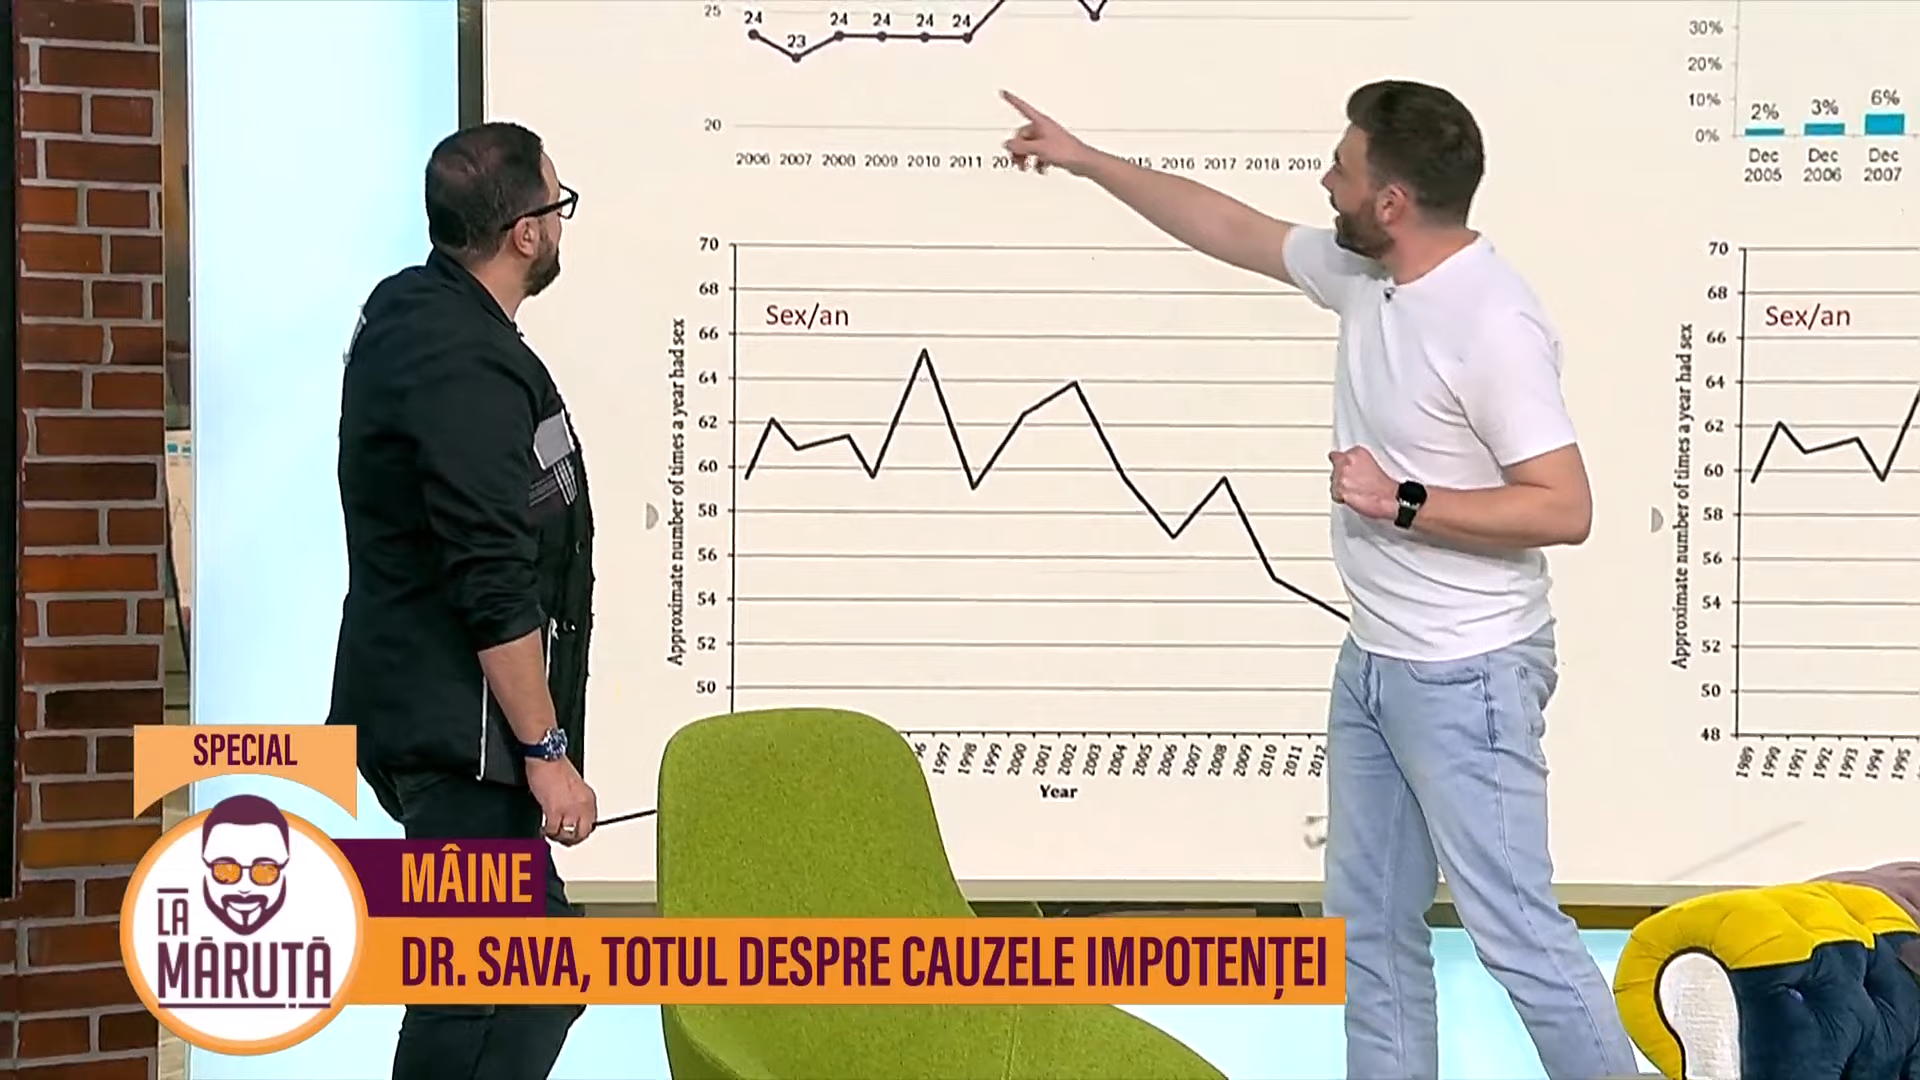 25
24
23
24
24
24
24
20
2006 2007 2008 2009 2010 2011 2016 2017 2018 2019
30%
20%
10%
0%
2%
3%
6%
Dec 2005
Dec 2006
Dec 2007
70
68
66
64
62
60
58
56
54
52
50
Sex/an
Approximate number of times a year had sex
1997 1998 1999 2000 2001 2002 2003 2004 2005 2006 2007 2008 2009 2010 2011 2012
Year
70
68
66
64
62
60
58
56
54
52
50
48
Sex/an
Approximate number of times a year had sex
1989 1990 1991 1992 1993 1994 1995
SPECIAL
LA
MĂRUȚĂ
MÂINE
DR. SAVA, TOTUL DESPRE CAUZELE IMPOTENȚEI